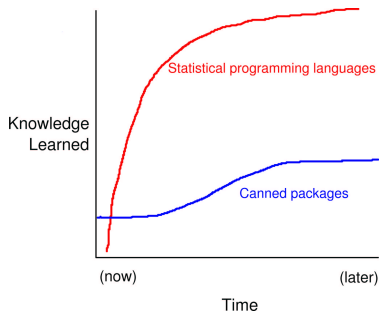 Statistical programming languages
Knowledge
Learned
Canned packages
(now)
(later)
Time